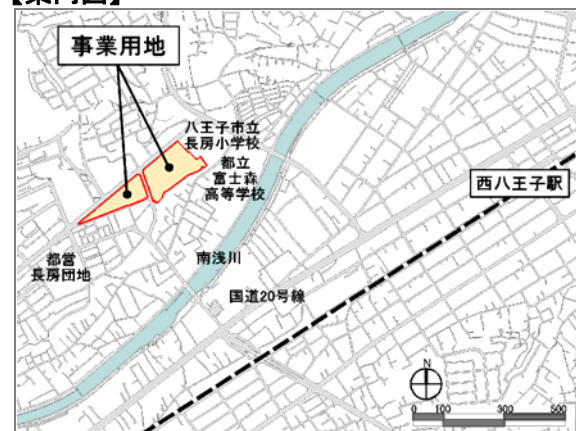 【案内図】
事業用地
八王子市立
長房小学校
都立
富士森
高等学校
西八王子駅
都営
長房団地
南浅川
国道20号線
N
0 100 300 500